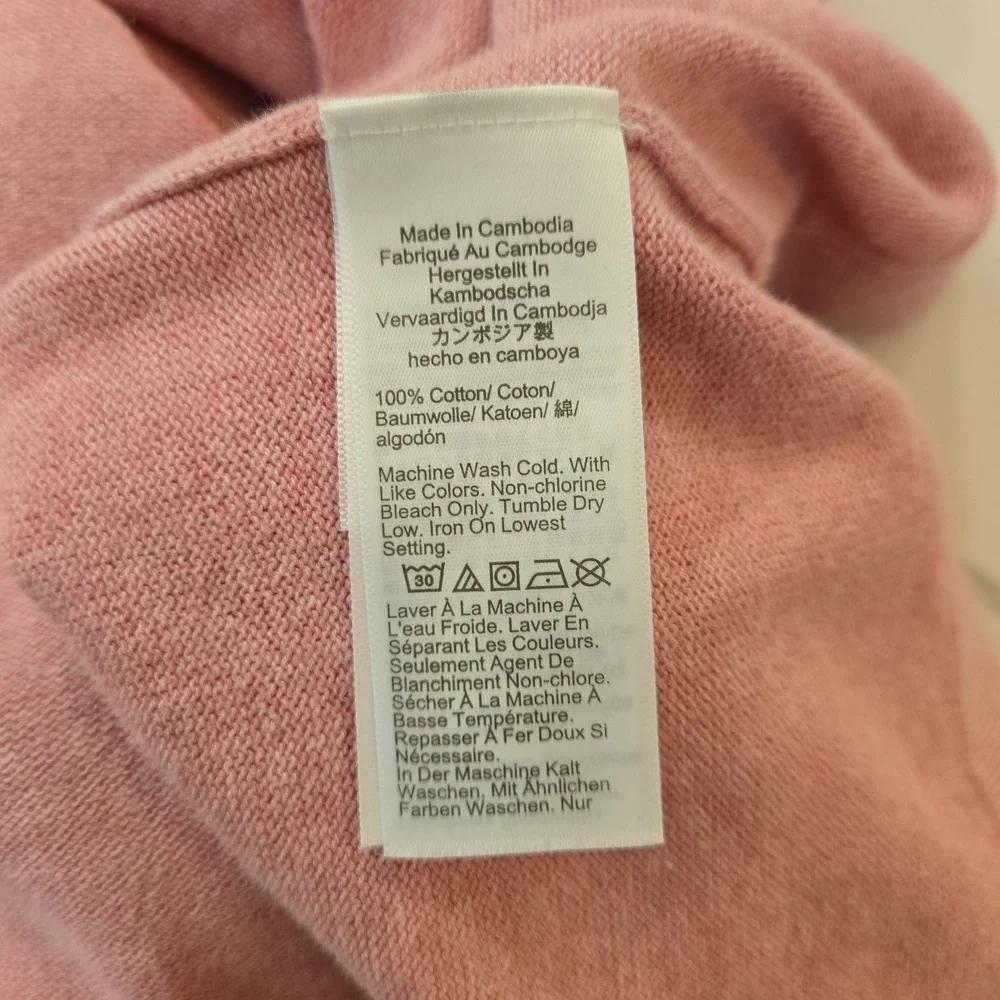 Made In Cambodia
Fabriqué Au Cambodge
Hergestellt In
Kambodscha
Vervaardigd In Cambodja
カンボジア製
hecho en camboya
100% Cotton/ Coton/
Baumwolle/ Katoen/ 綿/
algodón
Machine Wash Cold. With
Like Colors. Non-chlorine
Bleach Only. Tumble Dry
Low. Iron On Lowest
Setting.
30
Laver À La Machine À
L'eau Froide. Laver En
Séparant Les Couleurs.
Seulement Agent De
Blanchiment Non-chlore.
Sécher À La Machine À
Basse Température.
Repasser À Fer Doux Si
Nécessaire.
In Der Maschine Kalt
Waschen. Mit Ähnlichen
Farben Waschen. Nur